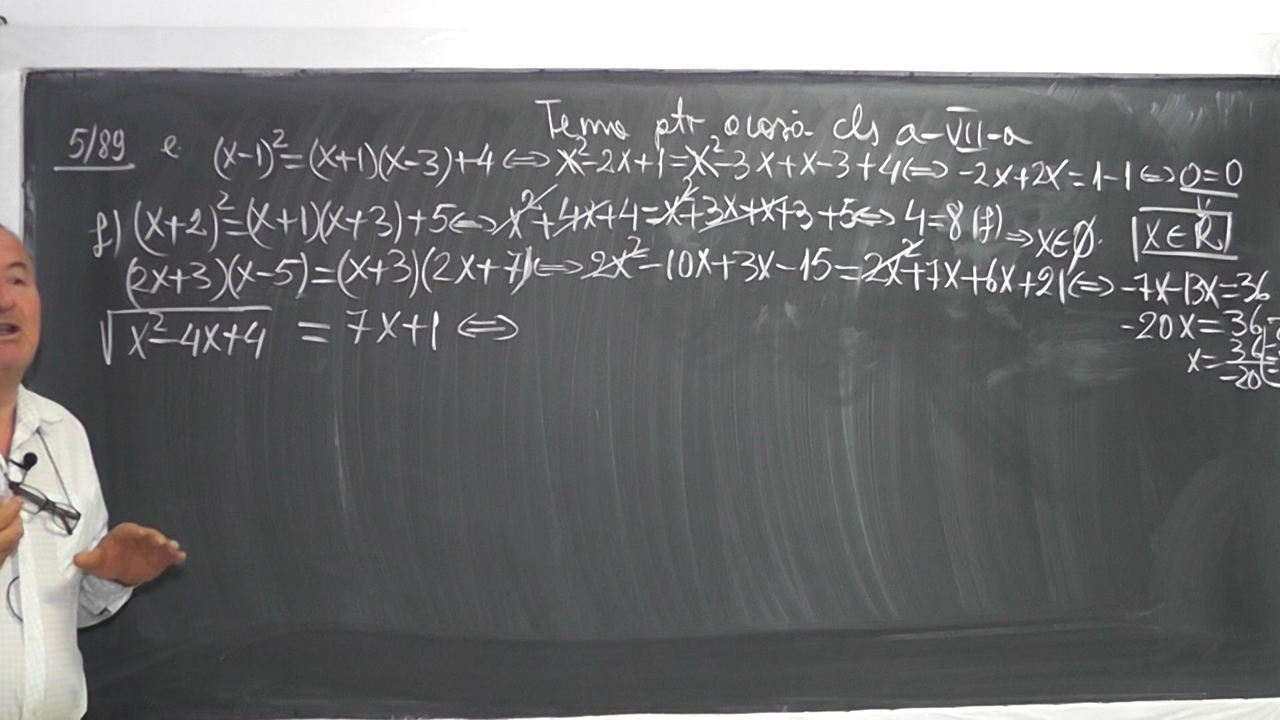 Tema ptr. acasă cls a-VII-a
5/89 e (x-1)²=(x+1)(x-3)+4 ⇔ x²-2x+1=x²-3x+x-3+4 ⇔ -2x+2x=1-1 ⇔ 0=0
f) (x+2)²=(x+1)(x+3)+5 ⇔ x²+4x+4=x²+3x+x+3+5 ⇔ 4=8 (f) ⇒ x∈∅. x∈R
(2x+3)(x-5)=(x+3)(2x+7) ⇔ 2x²-10x+3x-15=2x²+7x+6x+21 ⇔ -7x-13x=36
√x²-4x+4 = 7x+1 ⇔ -20x=36
x=36/-20